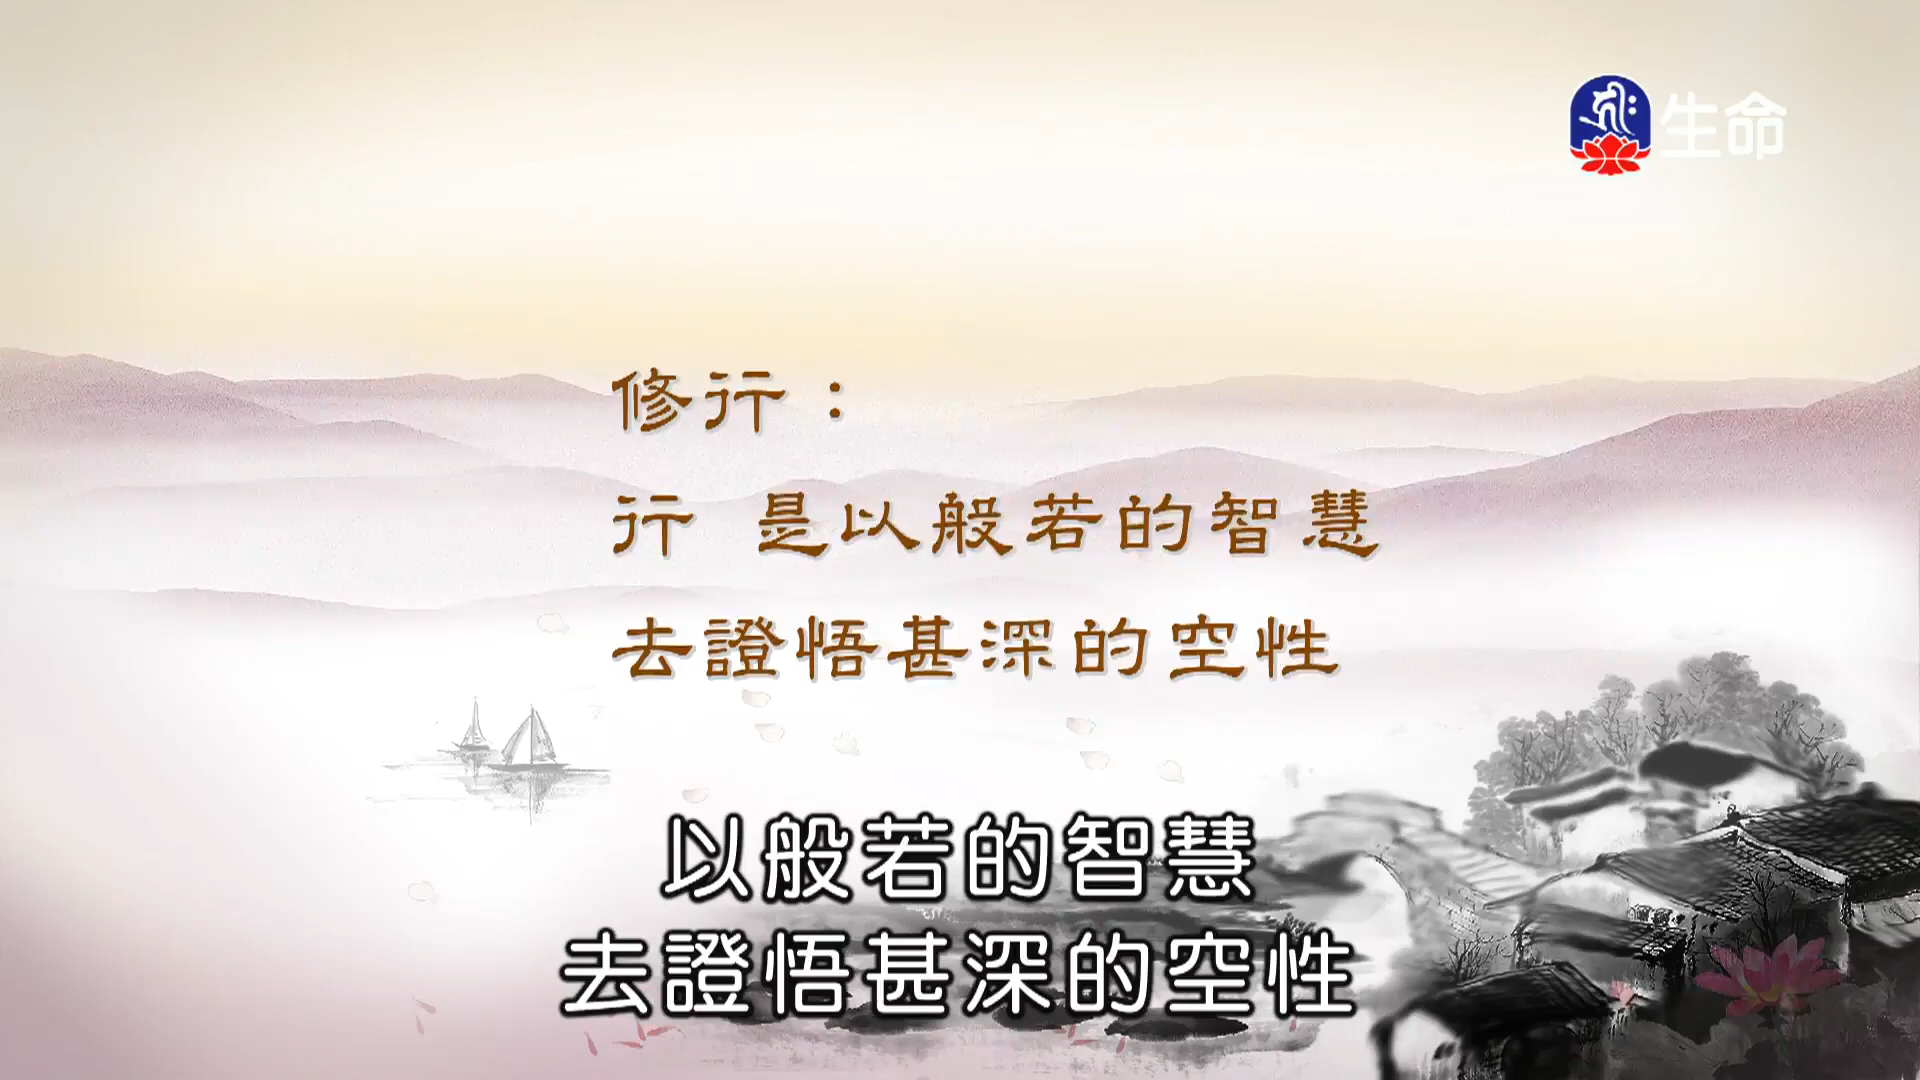 生命
修行：
行 是以般若的智慧
去證悟甚深的空性
以般若的智慧
去證悟甚深的空性